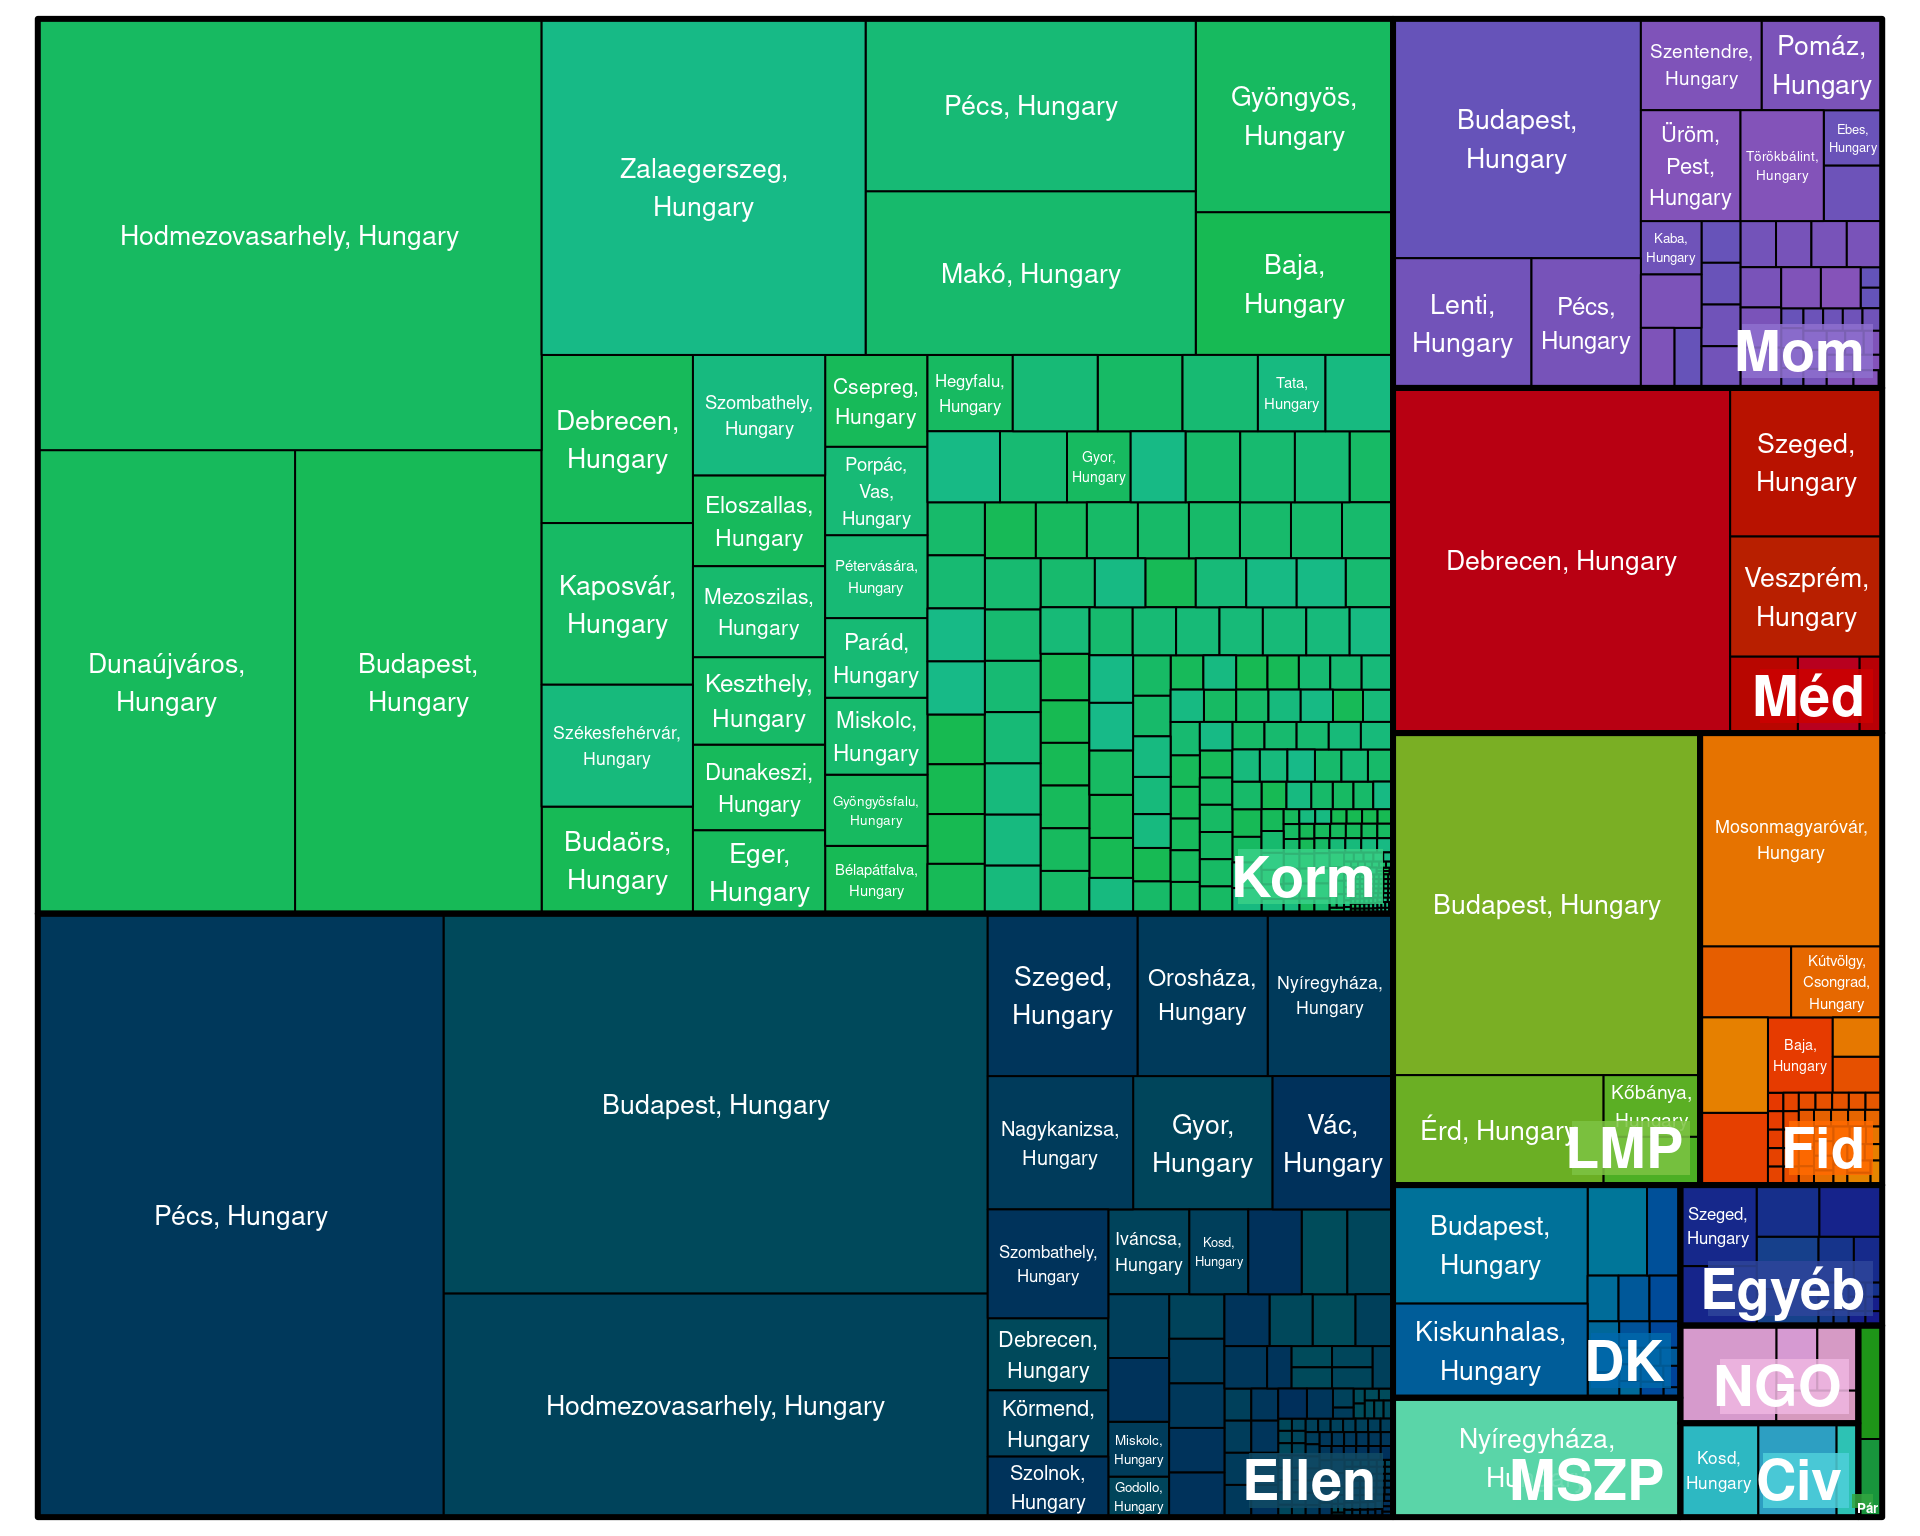 Hodmezovasarhely, Hungary
Dunaújváros,
Hungary
Budapest,
Hungary
Zalaegerszeg,
Hungary
Pécs, Hungary
Makó, Hungary
Gyöngyös,
Hungary
Baja,
Hungary
Debrecen,
Hungary
Kaposvár,
Hungary
Székesfehérvár,
Hungary
Budaörs,
Hungary
Szombathely,
Hungary
Eloszallas,
Hungary
Mezoszilas,
Hungary
Keszthely,
Hungary
Dunakeszi,
Hungary
Eger,
Hungary
Csepreg,
Hungary
Porpác,
Vas,
Hungary
Pétervására,
Hungary
Parád,
Hungary
Miskolc,
Hungary
Gyöngyösfalu,
Hungary
Bélapátfalva,
Hungary
Hegyfalu,
Hungary
Tata,
Hungary
Gyor,
Hungary
Korm
Pécs, Hungary
Budapest, Hungary
Hodmezovasarhely, Hungary
Szeged,
Hungary
Orosháza,
Hungary
Nyíregyháza,
Hungary
Nagykanizsa,
Hungary
Gyor,
Hungary
Vác,
Hungary
Szombathely,
Hungary
Debrecen,
Hungary
Körmend,
Hungary
Szolnok,
Hungary
Iváncsa,
Hungary
Kosd,
Hungary
Miskolc,
Hungary
Godollo,
Hungary
Ellen
Budapest,
Hungary
Lenti,
Hungary
Pécs,
Hungary
Szentendre,
Hungary
Pomáz,
Hungary
Üröm,
Pest,
Hungary
Törökbálint,
Hungary
Ebes,
Hungary
Kaba,
Hungary
Mom
Debrecen, Hungary
Szeged,
Hungary
Veszprém,
Hungary
Méd
Budapest, Hungary
Érd, Hungary
Kőbánya,
Hungary
LMP
Mosonmagyaróvár,
Hungary
Kútvölgy,
Csongrad,
Hungary
Baja,
Hungary
Fid
Budapest,
Hungary
Kiskunhalas,
Hungary
DK
Szeged,
Hungary
Egyéb
NGO
Nyíregyháza,
MSZP
Kosd,
Hungary
Civ
Pár